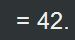 = 42.